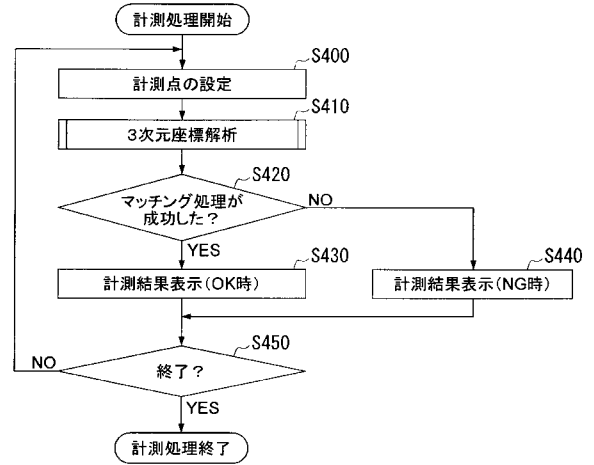 計測処理開始
S400
計測点の設定
S410
3次元座標解析
S420
マッチング処理が
成功した？
NO
YES
S430
計測結果表示(OK時)
S440
計測結果表示(NG時)
S450
終了？
NO
YES
計測処理終了